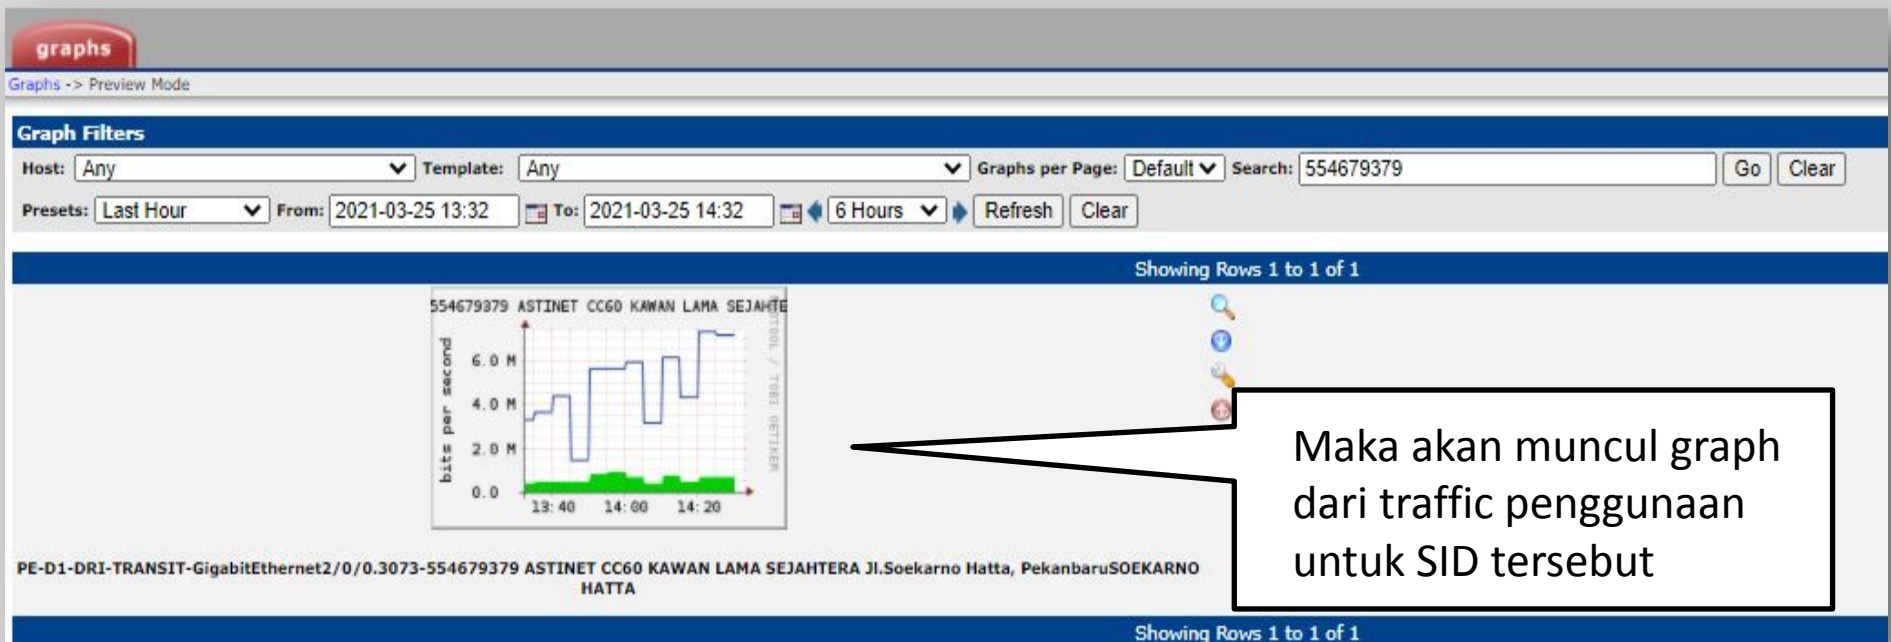 graphs
Graphs -> Preview Mode
Graph Filters
Host: Any Template: Any Graphs per Page: Default Search: 554679379 Go Clear
Presets: Last Hour From: 2021-03-25 13:32 To: 2021-03-25 14:32 6 Hours Refresh Clear
Showing Rows 1 to 1 of 1
554679379 ASTINET CC60 KAWAN LAMA SEJAHTE
bits per second
6.0 M
4.0 M
2.0 M
0.0
13:40 14:00 14:20
RRDTOOL / TOBI OETIKER
Maka akan muncul graph
dari traffic penggunaan
untuk SID tersebut
PE-D1-DRI-TRANSIT-GigabitEthernet2/0/0.3073-554679379 ASTINET CC60 KAWAN LAMA SEJAHTERA Jl.Soekarno Hatta, PekanbaruSOEKARNO
HATTA
Showing Rows 1 to 1 of 1